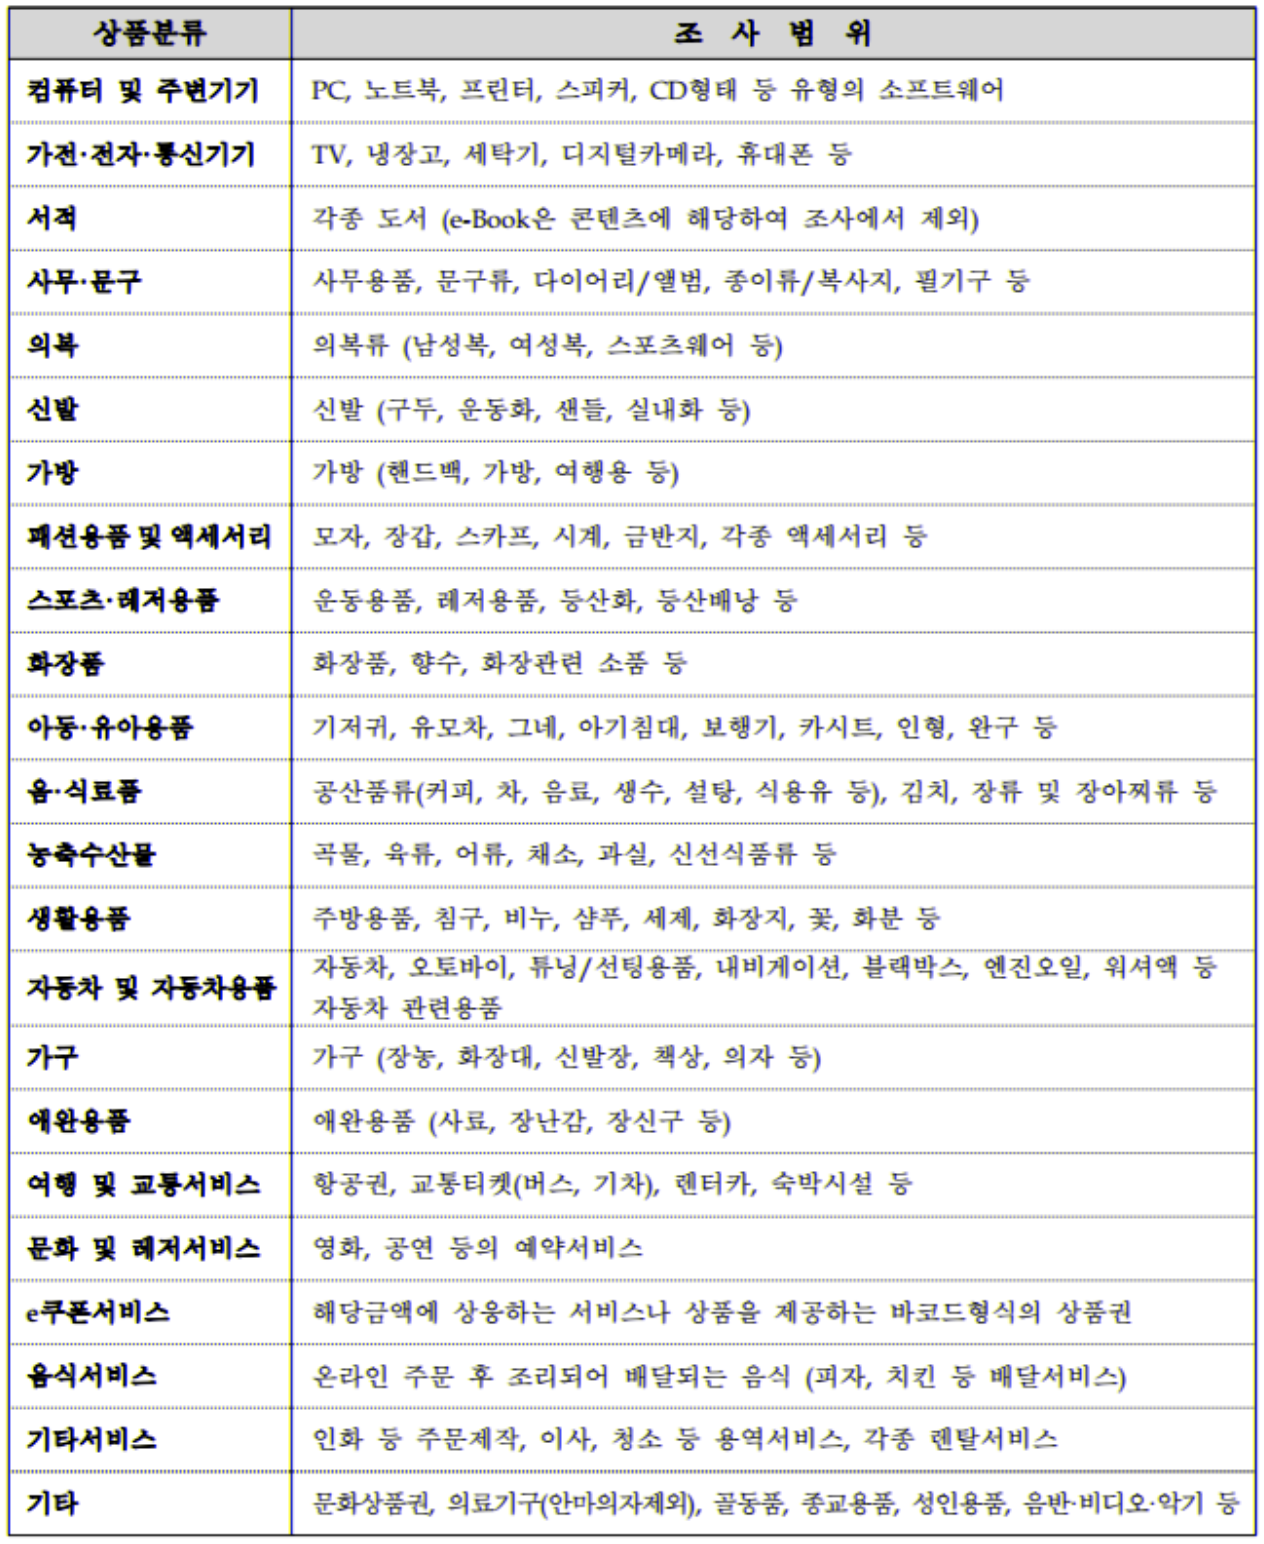 상품분류 조 사 범 위
컴퓨터 및 주변기기 PC, 노트북, 프린터, 스피커, CD형태 등 유형의 소프트웨어
가전·전자·통신기기 TV, 냉장고, 세탁기, 디지털카메라, 휴대폰 등
서적 각종 도서 (e-Book은 콘텐츠에 해당하여 조사에서 제외)
사무·문구 사무용품, 문구류, 다이어리/앨범, 종이류/복사지, 필기구 등
의복 의복류 (남성복, 여성복, 스포츠웨어 등)
신발 신발 (구두, 운동화, 샌들, 실내화 등)
가방 가방 (핸드백, 가방, 여행용 등)
패션용품 및 액세서리 모자, 장갑, 스카프, 시계, 금반지, 각종 액세서리 등
스포츠·레저용품 운동용품, 레저용품, 등산화, 등산배낭 등
화장품 화장품, 향수, 화장관련 소품 등
아동·유아용품 기저귀, 유모차, 그네, 아기침대, 보행기, 카시트, 인형, 완구 등
음·식료품 공산품류(커피, 차, 음료, 생수, 설탕, 식용유 등), 김치, 장류 및 장아찌류 등
농축수산물 곡물, 육류, 어류, 채소, 과실, 신선식품류 등
생활용품 주방용품, 침구, 비누, 샴푸, 세제, 화장지, 꽃, 화분 등
자동차 및 자동차용품 자동차, 오토바이, 튜닝/선팅용품, 내비게이션, 블랙박스, 엔진오일, 워셔액 등
자동차 관련용품
가구 가구 (장농, 화장대, 신발장, 책상, 의자 등)
애완용품 애완용품 (사료, 장난감, 장신구 등)
여행 및 교통서비스 항공권, 교통티켓(버스, 기차), 렌터카, 숙박시설 등
문화 및 레저서비스 영화, 공연 등의 예약서비스
e쿠폰서비스 해당금액에 상응하는 서비스나 상품을 제공하는 바코드형식의 상품권
음식서비스 온라인 주문 후 조리되어 배달되는 음식 (피자, 치킨 등 배달서비스)
기타서비스 인화 등 주문제작, 이사, 청소 등 용역서비스, 각종 렌탈서비스
기타 문화상품권, 의료기구(안마의자제외), 골동품, 종교용품, 성인용품, 음반·비디오·악기 등